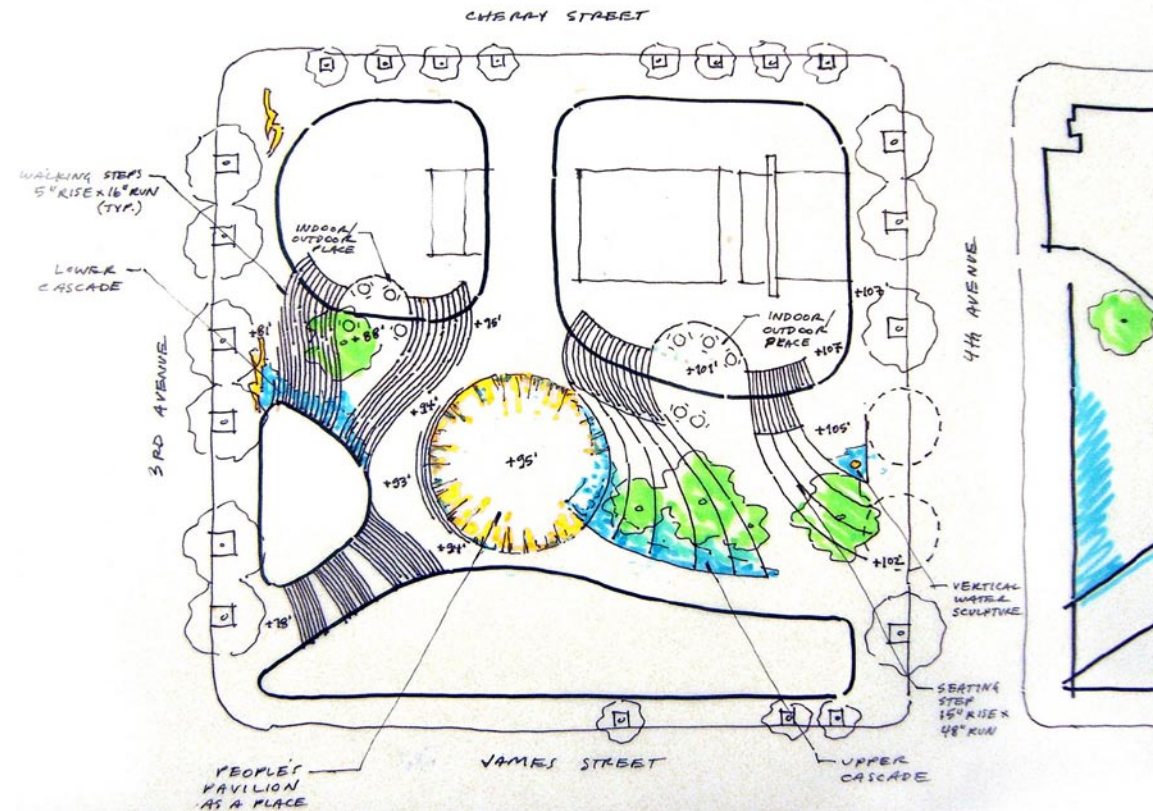 CHERRY STREET
WALKING STEPS
5" RISE x 16" RUN
(TYP.)
INDOOR/
OUTDOOR
PLACE
LOWER
CASCADE
+107'
4TH AVENUE
INDOOR/
OUTDOOR
PLACE
+81'
+88'
+95'
+107
+101'
3RD AVENUE
+94'
+105'
+95'
+93'
+94'
+102'
VERTICAL
WATER
SCULPTURE
+78'
SEATING
STEP
15" RISE x
48" RUN
PEOPLE'S
PAVILION
AS A PLACE
JAMES STREET
UPPER
CASCADE